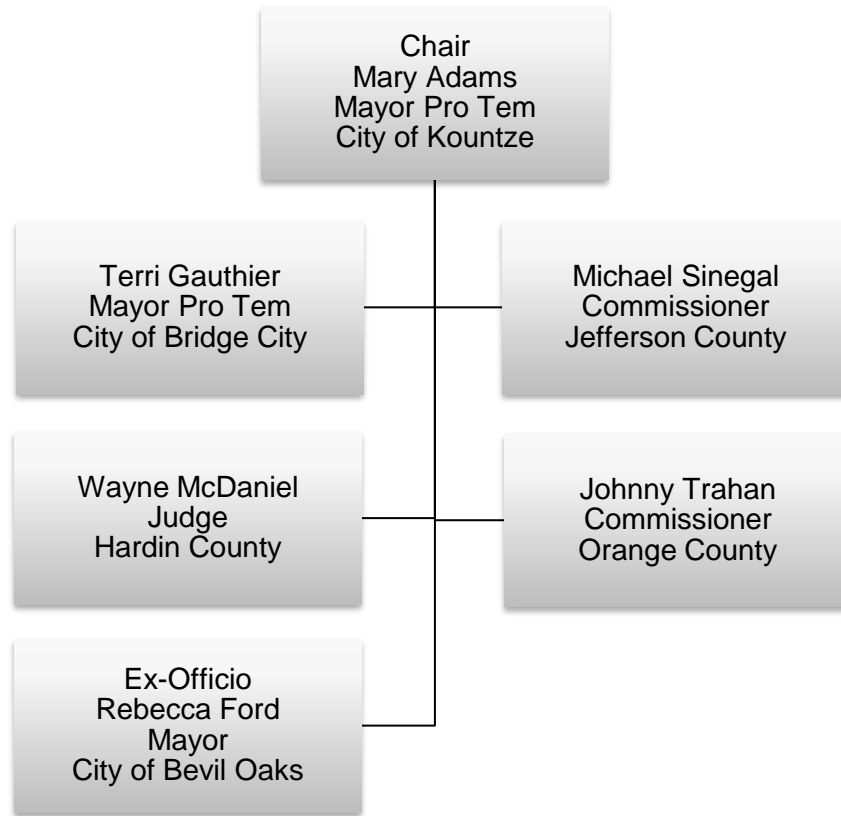 Chair
Mary Adams
Mayor Pro Tem
City of Kountze
Terri Gauthier
Mayor Pro Tem
City of Bridge City
Michael Sinegal
Commissioner
Jefferson County
Wayne McDaniel
Judge
Hardin County
Johnny Trahan
Commissioner
Orange County
Ex-Officio
Rebecca Ford
Mayor
City of Bevil Oaks